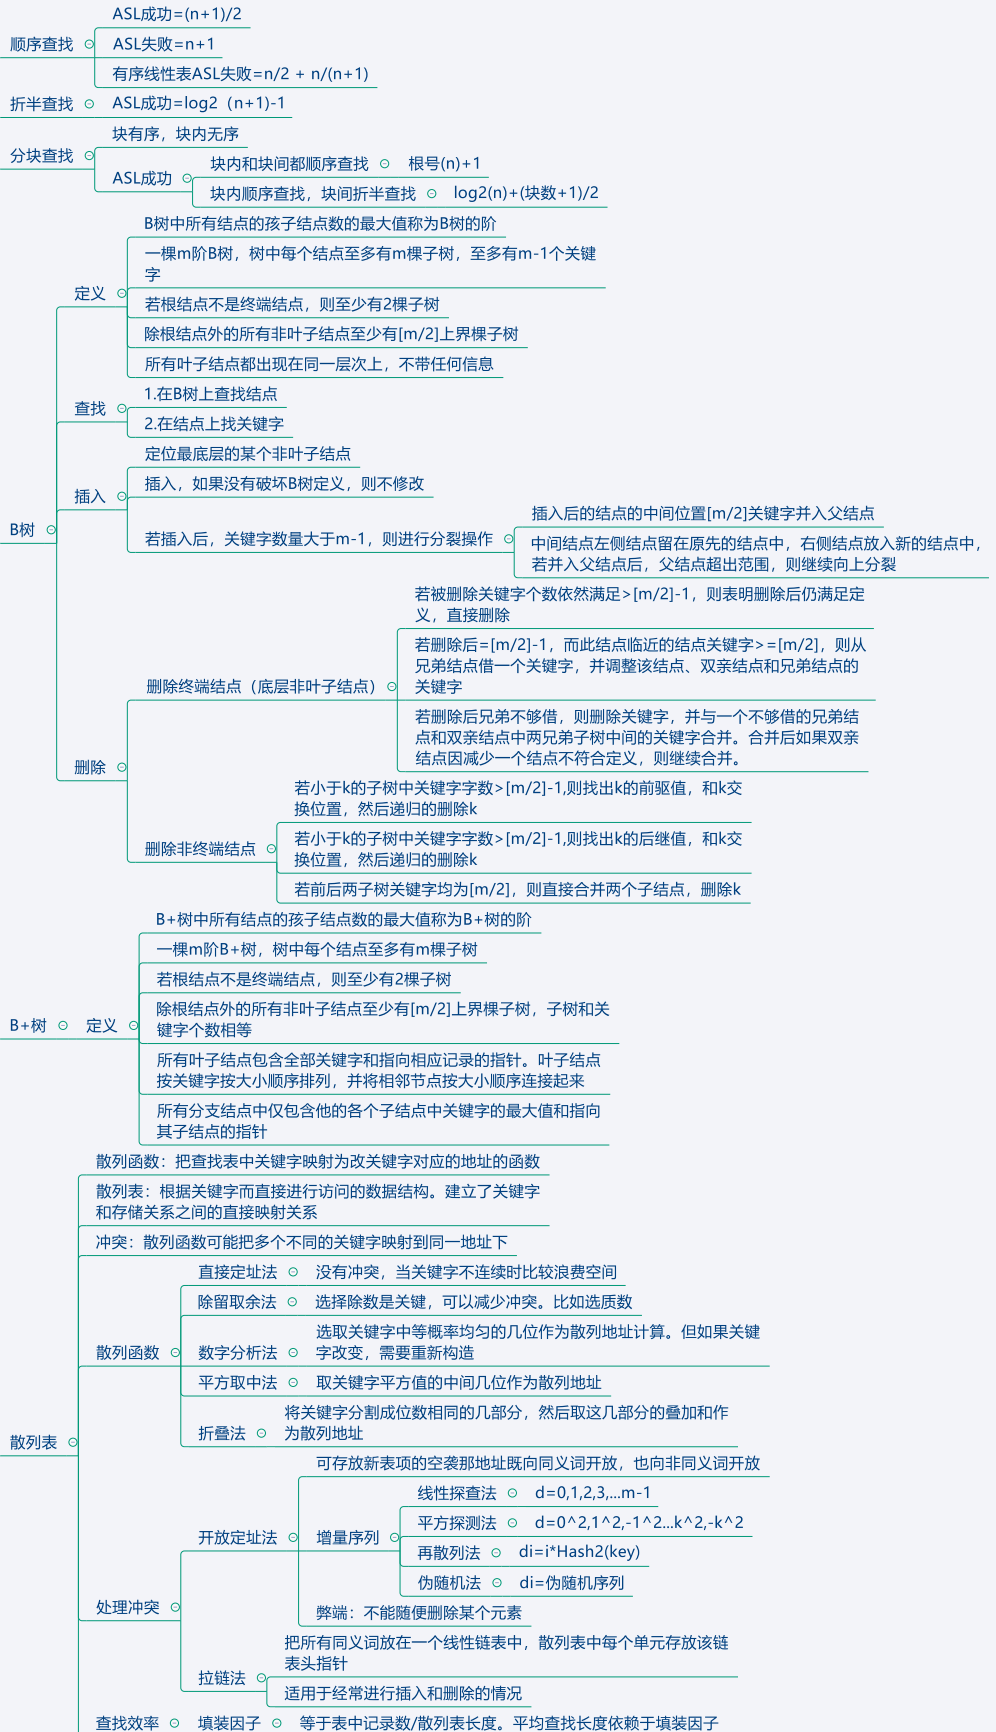 顺序查找
ASL成功=(n+1)/2
ASL失败=n+1
有序线性表ASL失败=n/2 + n/(n+1)
折半查找
ASL成功=log2（n+1)-1
分块查找
块有序，块内无序
ASL成功
块内和块间都顺序查找
根号(n)+1
块内顺序查找，块间折半查找
log2(n)+(块数+1)/2
B树
定义
B树中所有结点的孩子结点数的最大值称为B树的阶
一棵m阶B树，树中每个结点至多有m棵子树，至多有m-1个关键
字
若根结点不是终端结点，则至少有2棵子树
除根结点外的所有非叶子结点至少有[m/2]上界棵子树
所有叶子结点都出现在同一层次上，不带任何信息
查找
1.在B树上查找结点
2.在结点上找关键字
插入
定位最底层的某个非叶子结点
插入，如果没有破坏B树定义，则不修改
若插入后，关键字数量大于m-1，则进行分裂操作
插入后的结点的中间位置[m/2]关键字并入父结点
中间结点左侧结点留在原先的结点中，右侧结点放入新的结点中，
若并入父结点后，父结点超出范围，则继续向上分裂
删除
删除终端结点（底层非叶子结点）
若被删除关键字个数依然满足>[m/2]-1，则表明删除后仍满足定
义，直接删除
若删除后=[m/2]-1，而此结点临近的结点关键字>=[m/2]，则从
兄弟结点借一个关键字，并调整该结点、双亲结点和兄弟结点的
关键字
若删除后兄弟不够借，则删除关键字，并与一个不够借的兄弟结
点和双亲结点中两兄弟子树中间的关键字合并。合并后如果双亲
结点因减少一个结点不符合定义，则继续合并。
删除非终端结点
若小于k的子树中关键字字数>[m/2]-1,则找出k的前驱值，和k交
换位置，然后递归的删除k
若小于k的子树中关键字字数>[m/2]-1,则找出k的后继值，和k交
换位置，然后递归的删除k
若前后两子树关键字均为[m/2]，则直接合并两个子结点，删除k
B+树
定义
B+树中所有结点的孩子结点数的最大值称为B+树的阶
一棵m阶B+树，树中每个结点至多有m棵子树
若根结点不是终端结点，则至少有2棵子树
除根结点外的所有非叶子结点至少有[m/2]上界棵子树，子树和关
键字个数相等
所有叶子结点包含全部关键字和指向相应记录的指针。叶子结点
按关键字按大小顺序排列，并将相邻节点按大小顺序连接起来
所有分支结点中仅包含他的各个子结点中关键字的最大值和指向
其子结点的指针
散列表
散列函数：把查找表中关键字映射为改关键字对应的地址的函数
散列表：根据关键字而直接进行访问的数据结构。建立了关键字
和存储关系之间的直接映射关系
冲突：散列函数可能把多个不同的关键字映射到同一地址下
散列函数
直接定址法
没有冲突，当关键字不连续时比较浪费空间
除留取余法
选择除数是关键，可以减少冲突。比如选质数
数字分析法
选取关键字中等概率均匀的几位作为散列地址计算。但如果关键
字改变，需要重新构造
平方取中法
取关键字平方值的中间几位作为散列地址
折叠法
将关键字分割成位数相同的几部分，然后取这几部分的叠加和作
为散列地址
处理冲突
开放定址法
可存放新表项的空袭那地址既向同义词开放，也向非同义词开放
增量序列
线性探查法
d=0,1,2,3,...m-1
平方探测法
d=0^2,1^2,-1^2...k^2,-k^2
再散列法
di=i*Hash2(key)
伪随机法
di=伪随机序列
弊端：不能随便删除某个元素
拉链法
把所有同义词放在一个线性链表中，散列表中每个单元存放该链
表头指针
适用于经常进行插入和删除的情况
查找效率
填装因子
等于表中记录数/散列表长度。平均查找长度依赖于填装因子